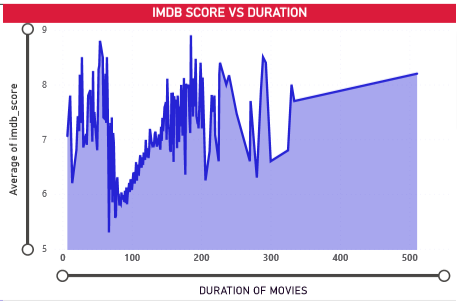 IMDB SCORE VS DURATION
9
8
7
6
5
Average of imdb_score
0 100 200 300 400 500
DURATION OF MOVIES